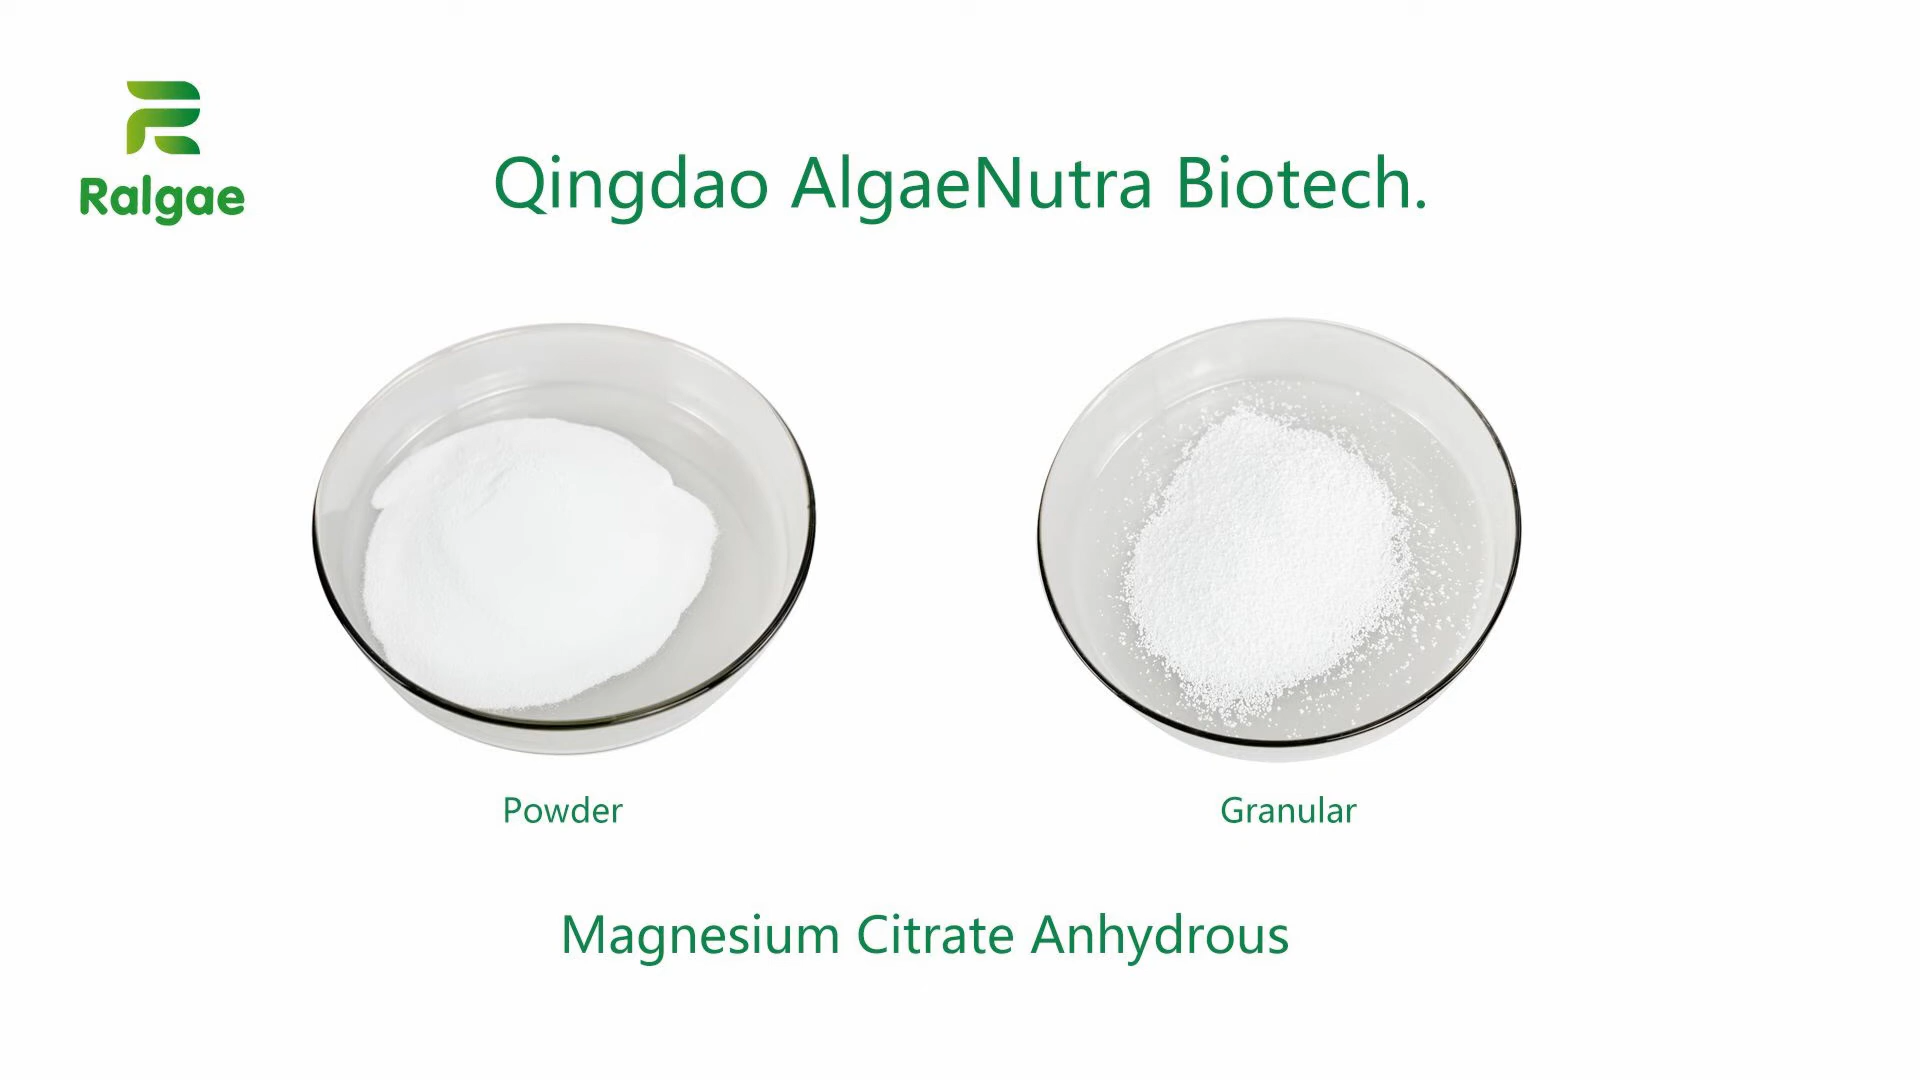 Ralgae
Qingdao AlgaeNutra Biotech.
Powder
Granular
Magnesium Citrate Anhydrous